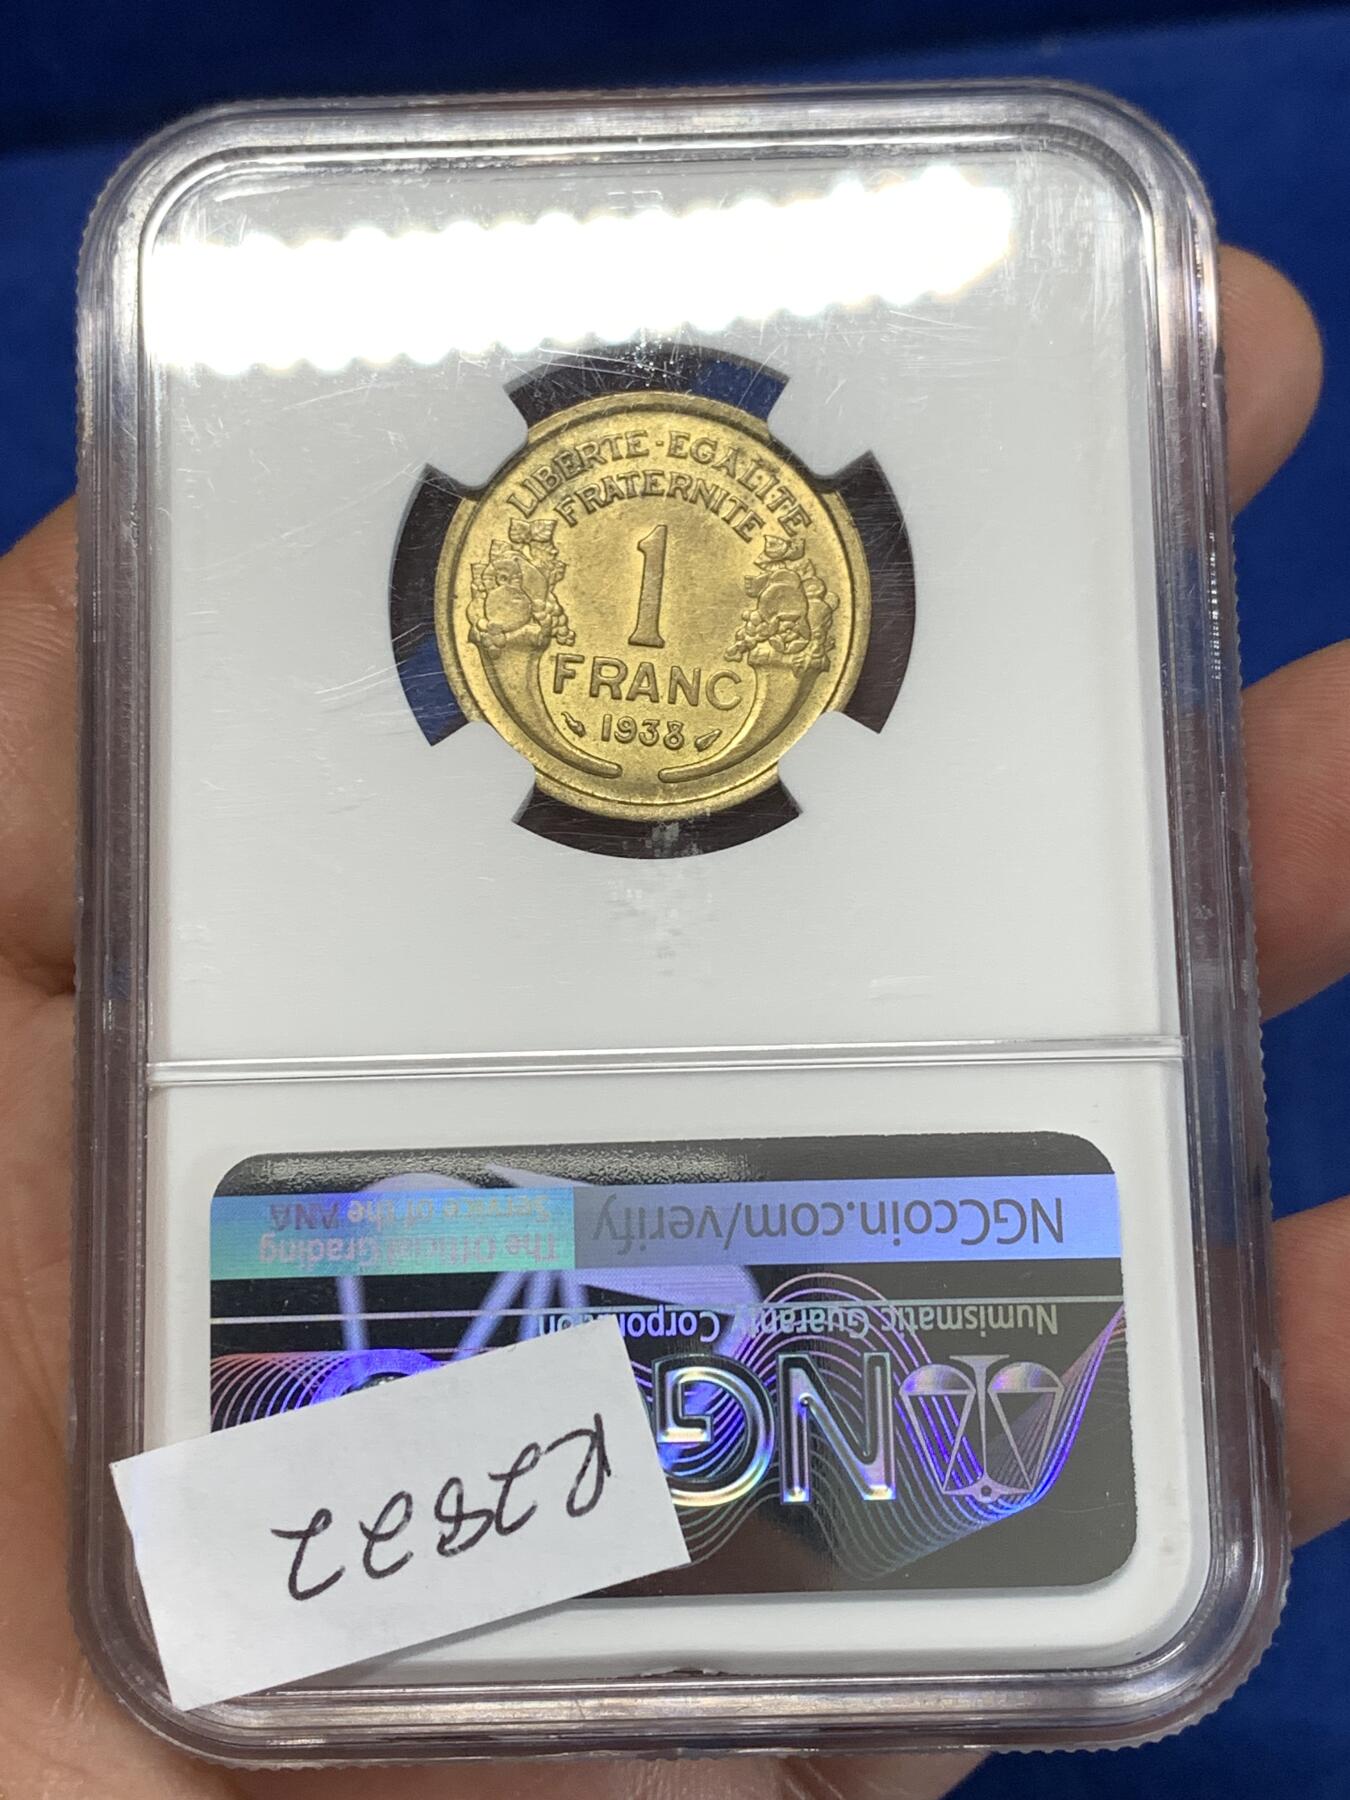 LIBERTE · EGALITE
FRATERNITE
1
FRANC
1938
NGC
Numismatic Guaranty Corporation
NGCcoin.com/verify
The Official Grading
Service of the ANA
R2822